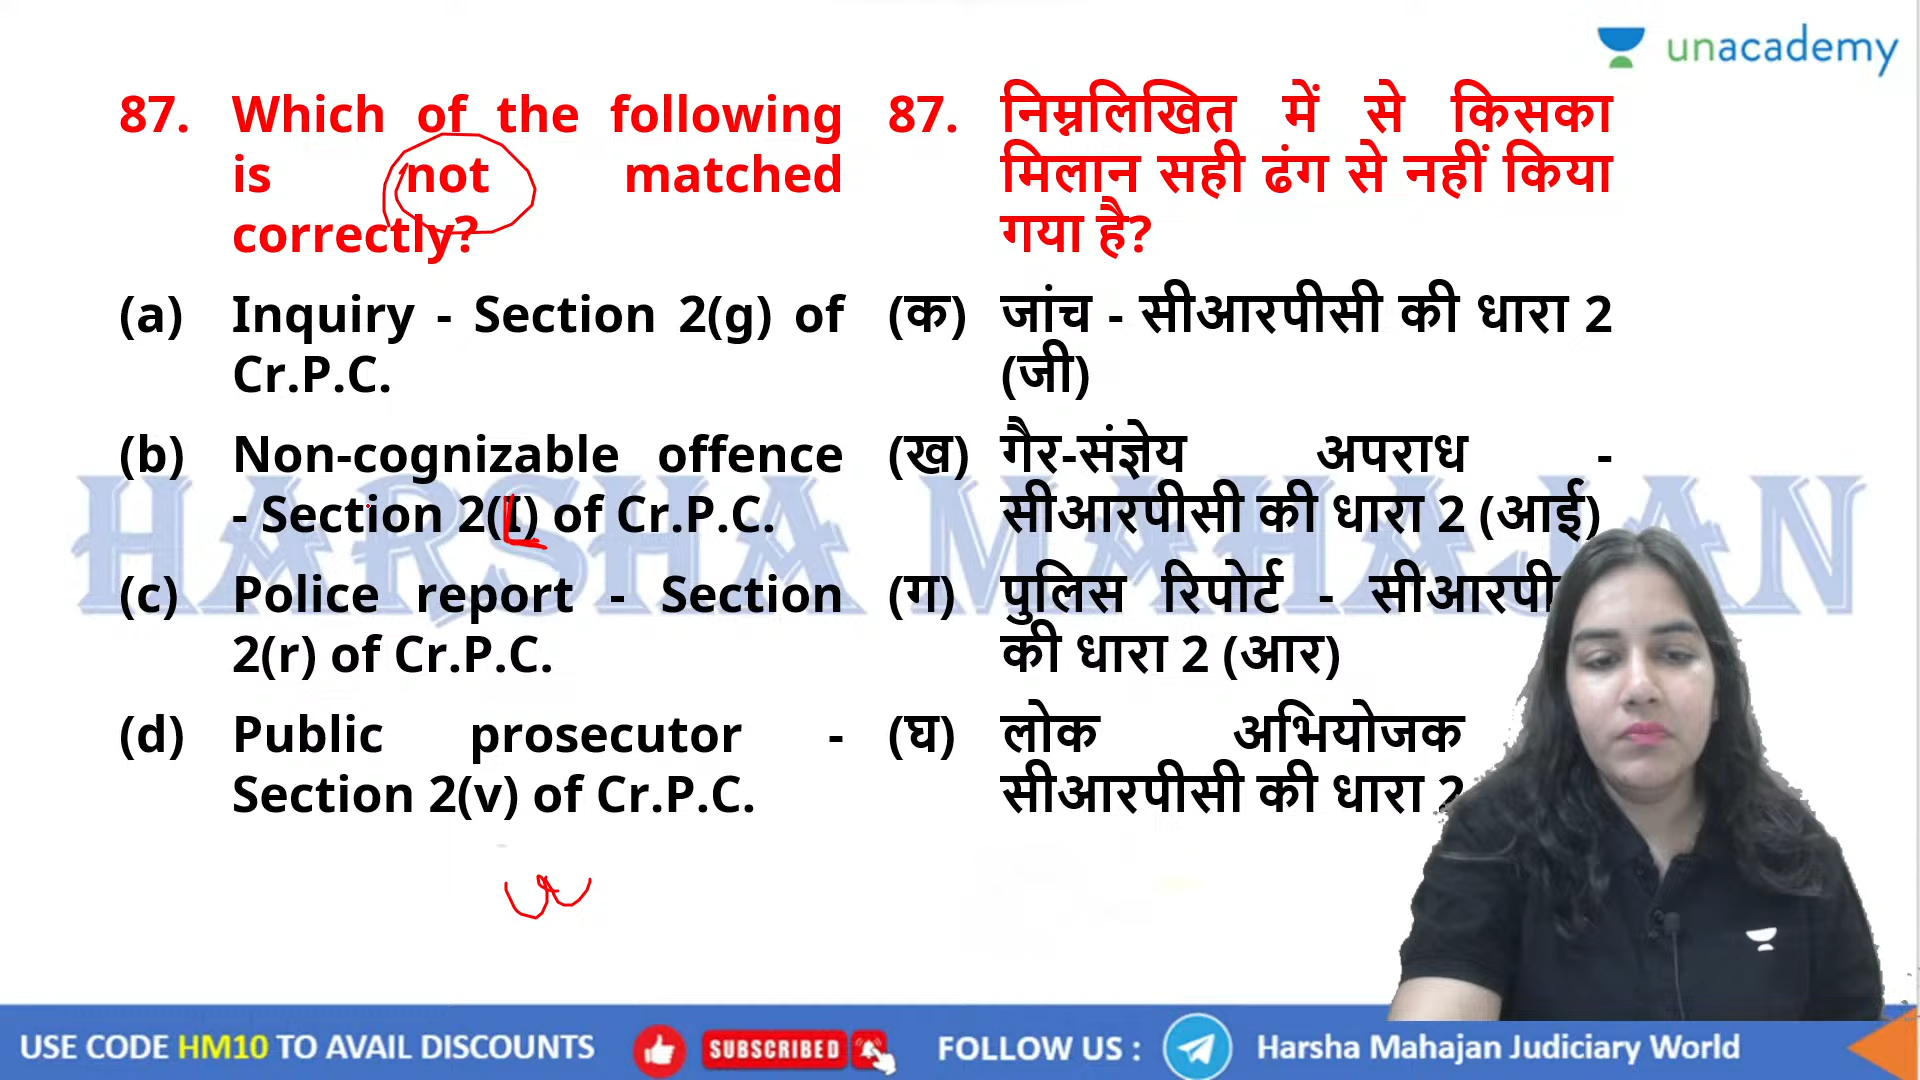 unacademy
87. Which of the following
is not matched
correctly?
(a) Inquiry - Section 2(g) of
Cr.P.C.
(b) Non-cognizable offence
- Section 2(I) of Cr.P.C.
(c) Police report - Section
2(r) of Cr.P.C.
(d) Public prosecutor -
Section 2(v) of Cr.P.C.
87. निम्नलिखित में से किसका
मिलान सही ढंग से नहीं किया
गया है?
(क) जांच - सीआरपीसी की धारा 2
(जी)
(ख) गैर-संज्ञेय अपराध -
सीआरपीसी की धारा 2 (आई)
(ग) पुलिस रिपोर्ट - सीआरपी
की धारा 2 (आर)
(घ) लोक अभियोजक
सीआरपीसी की धारा 2
HARSHA MAHAJAN
USE CODE HM10 TO AVAIL DISCOUNTS
SUBSCRIBED
FOLLOW US :
Harsha Mahajan Judiciary World